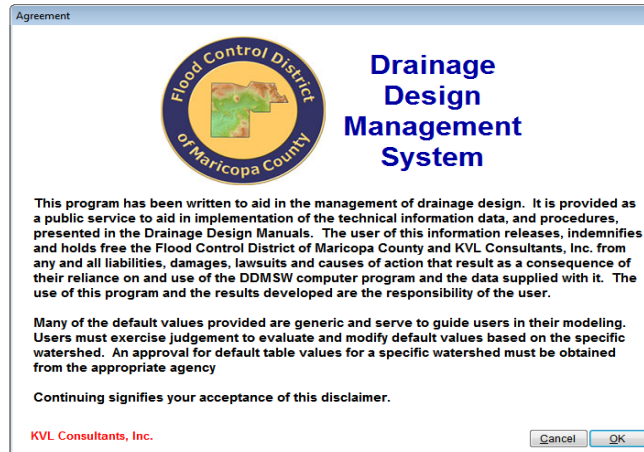 Agreement
Flood Control District
of Maricopa County
Drainage
Design
Management
System
This program has been written to aid in the management of drainage design.  It is provided as
a public service to aid in implementation of the technical information data, and procedures,
presented in the Drainage Design Manuals.  The user of this information releases, indemnifies
and holds free the Flood Control District of Maricopa County and KVL Consultants, Inc. from
any and all liabilities, damages, lawsuits and causes of action that result as a consequence of
their reliance on and use of the DDMSW computer program and the data supplied with it.  The
use of this program and the results developed are the responsibility of the user.
Many of the default values provided are generic and serve to guide users in their modeling.
Users must exercise judgement to evaluate and modify default values based on the specific
watershed.  An approval for default table values for a specific watershed must be obtained
from the appropriate agency
Continuing signifies your acceptance of this disclaimer.
KVL Consultants, Inc.
Cancel
OK